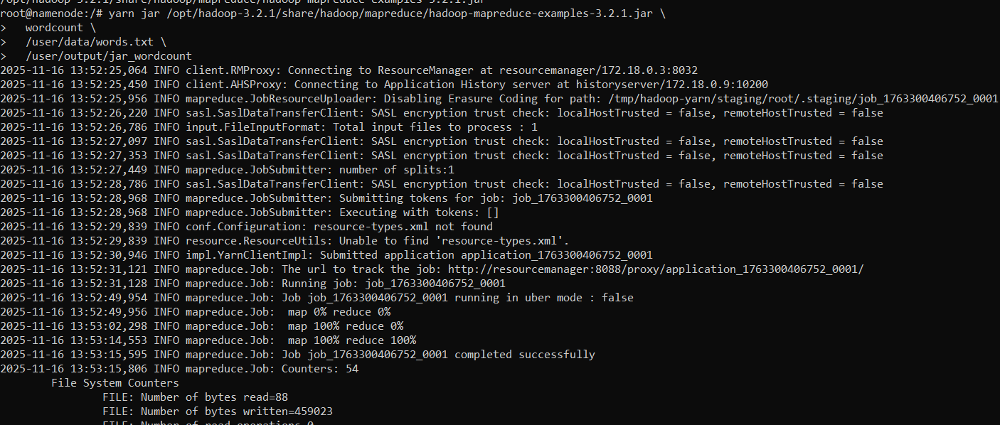 /opt/hadoop-3.2.1/share/hadoop/mapreduce/hadoop-mapreduce-examples-3.2.1.jar
root@namenode:/# yarn jar /opt/hadoop-3.2.1/share/hadoop/mapreduce/hadoop-mapreduce-examples-3.2.1.jar \
>   wordcount \
>   /user/data/words.txt \
>   /user/output/jar_wordcount
2025-11-16 13:52:25,064 INFO client.RMProxy: Connecting to ResourceManager at resourcemanager/172.18.0.3:8032
2025-11-16 13:52:25,450 INFO client.AHSProxy: Connecting to Application History server at historyserver/172.18.0.9:10200
2025-11-16 13:52:25,956 INFO mapreduce.JobResourceUploader: Disabling Erasure Coding for path: /tmp/hadoop-yarn/staging/root/.staging/job_1763300406752_0001
2025-11-16 13:52:26,220 INFO sasl.SaslDataTransferClient: SASL encryption trust check: localHostTrusted = false, remoteHostTrusted = false
2025-11-16 13:52:26,786 INFO input.FileInputFormat: Total input files to process : 1
2025-11-16 13:52:27,097 INFO sasl.SaslDataTransferClient: SASL encryption trust check: localHostTrusted = false, remoteHostTrusted = false
2025-11-16 13:52:27,353 INFO sasl.SaslDataTransferClient: SASL encryption trust check: localHostTrusted = false, remoteHostTrusted = false
2025-11-16 13:52:27,449 INFO mapreduce.JobSubmitter: number of splits:1
2025-11-16 13:52:28,786 INFO sasl.SaslDataTransferClient: SASL encryption trust check: localHostTrusted = false, remoteHostTrusted = false
2025-11-16 13:52:28,968 INFO mapreduce.JobSubmitter: Submitting tokens for job: job_1763300406752_0001
2025-11-16 13:52:28,968 INFO mapreduce.JobSubmitter: Executing with tokens: []
2025-11-16 13:52:29,839 INFO conf.Configuration: resource-types.xml not found
2025-11-16 13:52:29,839 INFO resource.ResourceUtils: Unable to find 'resource-types.xml'.
2025-11-16 13:52:30,946 INFO impl.YarnClientImpl: Submitted application application_1763300406752_0001
2025-11-16 13:52:31,121 INFO mapreduce.Job: The url to track the job: http://resourcemanager:8088/proxy/application_1763300406752_0001/
2025-11-16 13:52:31,128 INFO mapreduce.Job: Running job: job_1763300406752_0001
2025-11-16 13:52:49,954 INFO mapreduce.Job: Job job_1763300406752_0001 running in uber mode : false
2025-11-16 13:52:49,956 INFO mapreduce.Job:  map 0% reduce 0%
2025-11-16 13:53:02,298 INFO mapreduce.Job:  map 100% reduce 0%
2025-11-16 13:53:14,553 INFO mapreduce.Job:  map 100% reduce 100%
2025-11-16 13:53:15,595 INFO mapreduce.Job: Job job_1763300406752_0001 completed successfully
2025-11-16 13:53:15,806 INFO mapreduce.Job: Counters: 54
        File System Counters
                FILE: Number of bytes read=88
                FILE: Number of bytes written=459023
                FILE: Number of read operations=0